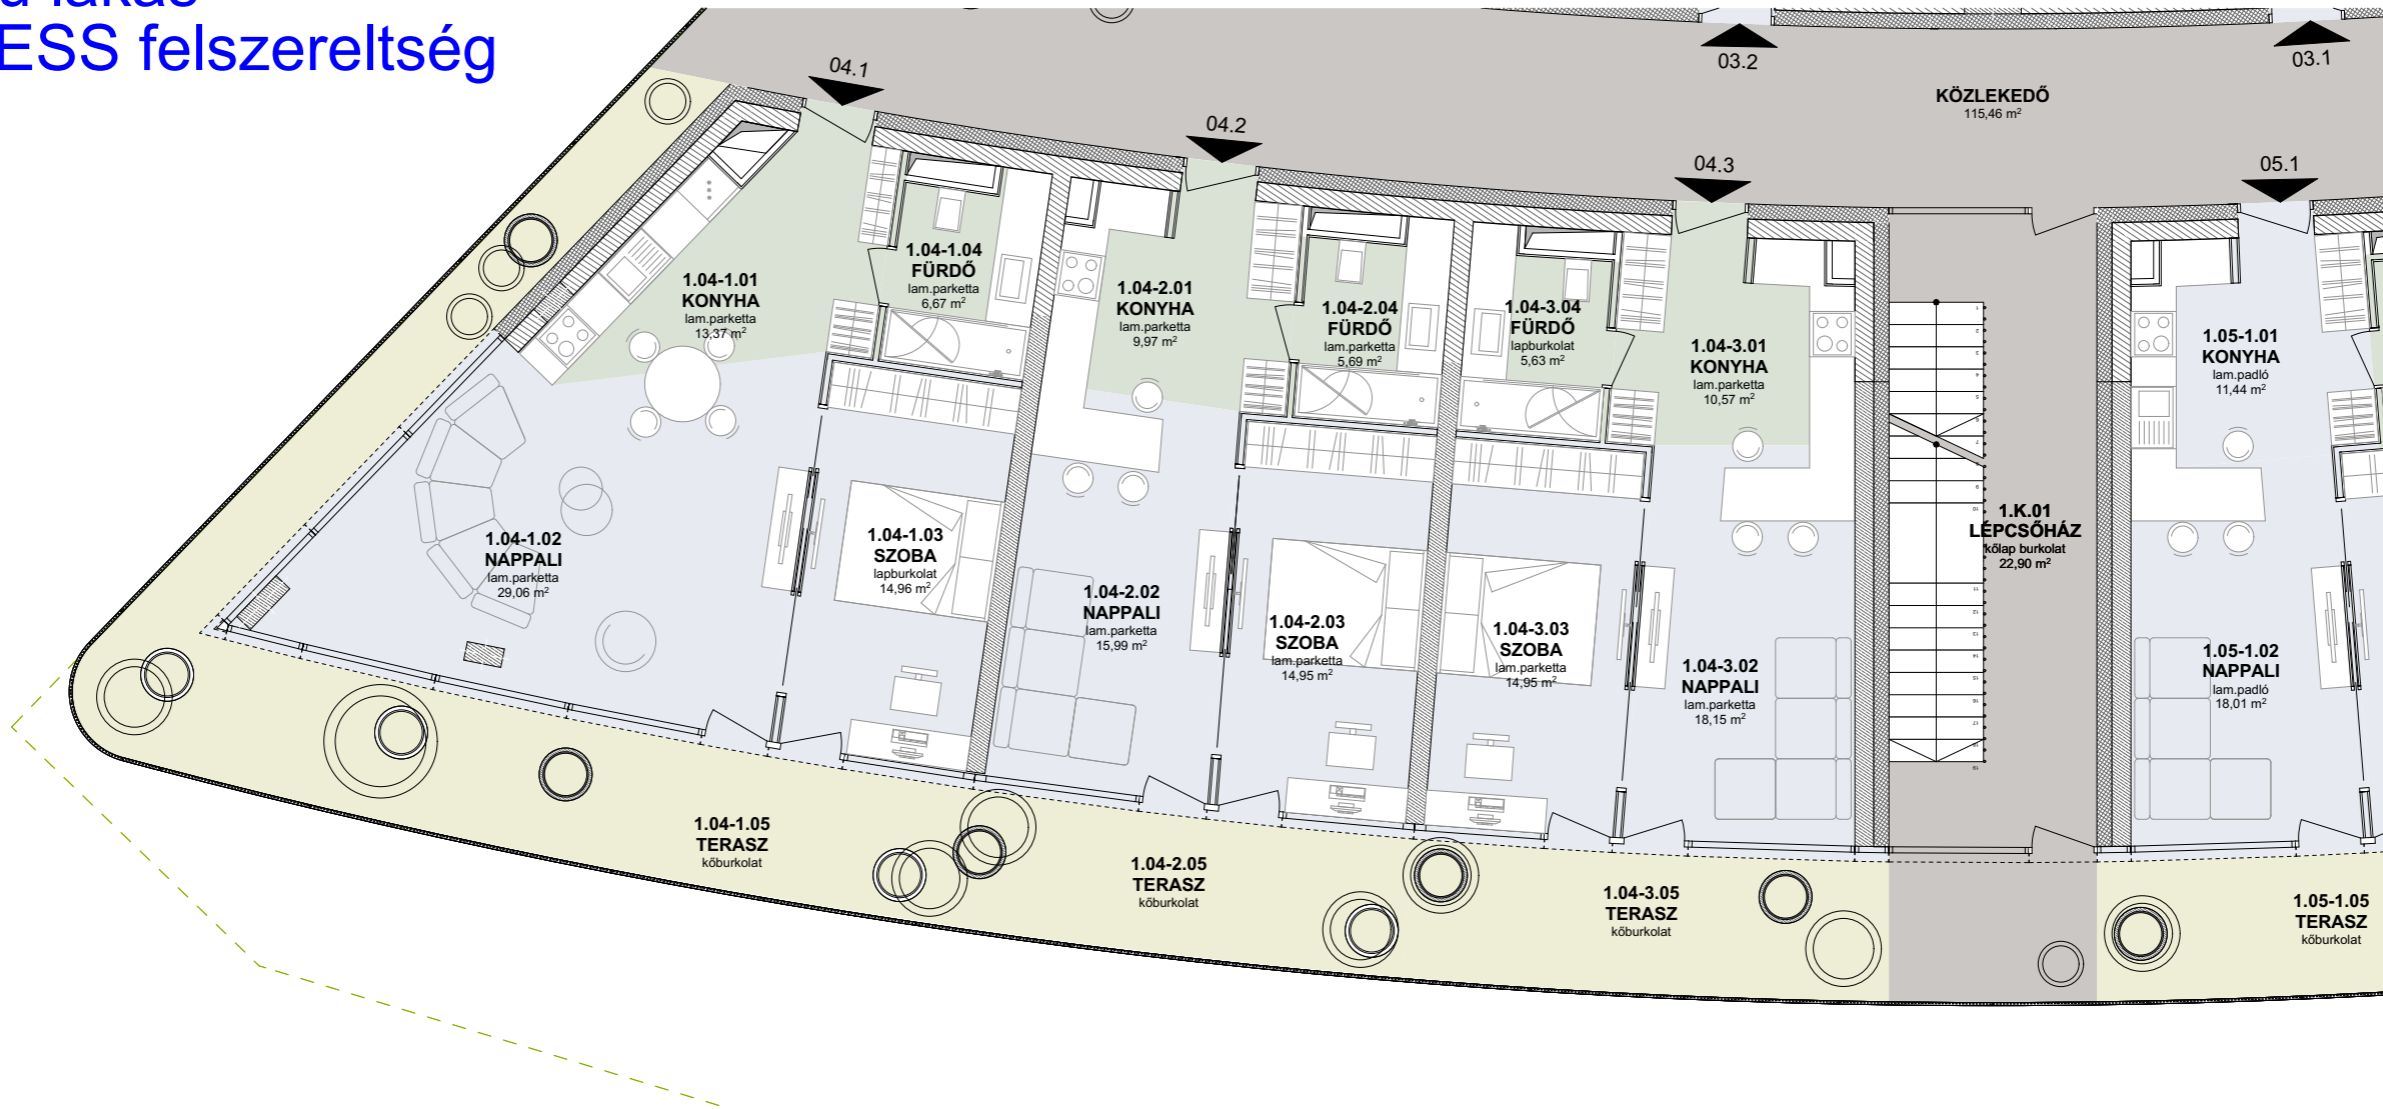 ESS felszereltség
04.1
04.2
03.2
03.1
04.3
05.1
KÖZLEKEDŐ
115,46 m²
1.04-1.01
KONYHA
lam.parketta
13,37 m²
1.04-1.04
FÜRDŐ
lam.parketta
6,67 m²
1.04-2.01
KONYHA
lam.parketta
9,97 m²
1.04-2.04
FÜRDŐ
lam.parketta
5,69 m²
1.04-3.04
FÜRDŐ
lapburkolat
5,63 m²
1.04-3.01
KONYHA
lam.parketta
10,57 m²
1.05-1.01
KONYHA
lam.padló
11,44 m²
1.04-1.02
NAPPALI
lam.parketta
29,06 m²
1.04-1.03
SZOBA
lapburkolat
14,96 m²
1.04-2.02
NAPPALI
lam.parketta
15,99 m²
1.04-2.03
SZOBA
lam.parketta
14,95 m²
1.04-3.03
SZOBA
lam.parketta
14,95 m²
1.04-3.02
NAPPALI
lam.parketta
18,15 m²
1.K.01
LÉPCSŐHÁZ
kőlap burkolat
22,90 m²
1.05-1.02
NAPPALI
lam.padló
18,01 m²
1.04-1.05
TERASZ
kőburkolat
1.04-2.05
TERASZ
kőburkolat
1.04-3.05
TERASZ
kőburkolat
1.05-1.05
TERASZ
kőburkolat